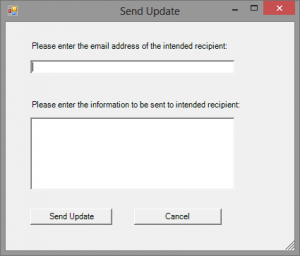 Send Update
Please enter the email address of the intended recipient:
Please enter the information to be sent to intended recipient:
Send Update
Cancel